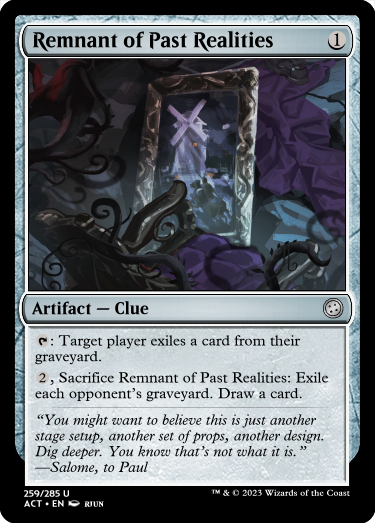 Remnant of Past Realities 1
Artifact — Clue
: Target player exiles a card from their
graveyard.
2, Sacrifice Remnant of Past Realities: Exile
each opponent's graveyard. Draw a card.
“You might want to believe this is just another
stage setup, another set of props, another design.
Dig deeper. You know that's not what it is.”
—Salome, to Paul
259/285 U
ACT • EN RJUN
™ & © 2023 Wizards of the Coast